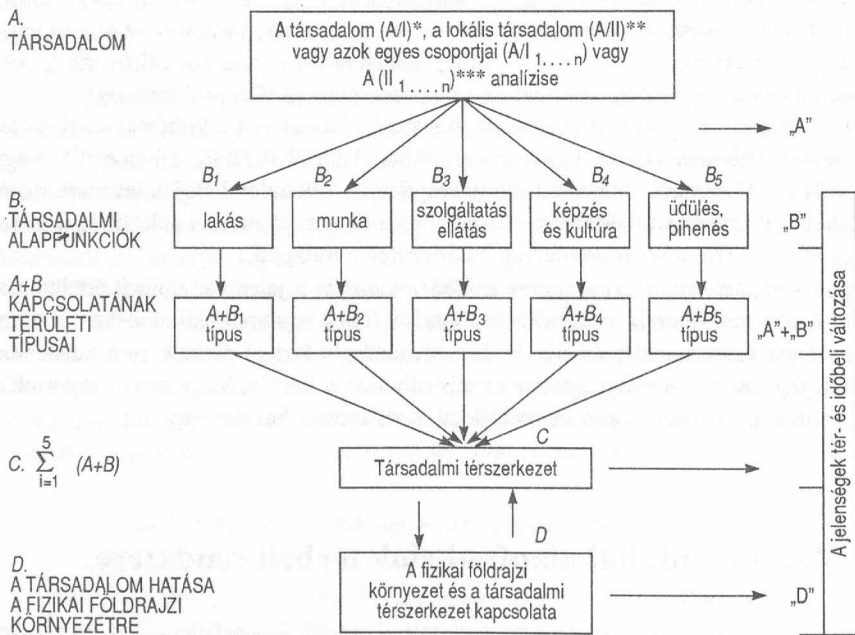 A.
TÁRSADALOM
A társadalom (A/I)*, a lokális társadalom (A/II)**
vagy azok egyes csoportjai (A/I 1....n) vagy
A (II 1....n)*** analízise
„A”
B1 B2 B3 B4 B5
B.
TÁRSADALMI
ALAPFUNKCIÓK
lakás
munka
szolgáltatás
ellátás
képzés
és kultúra
üdülés,
pihenés
„B”
A+B
KAPCSOLATÁNAK
TERÜLETI
TÍPUSAI
A+B1
típus
A+B2
típus
A+B3
típus
A+B4
típus
A+B5
típus
„A”+„B”
C
C. 5 Σ i=1 (A+B)
Társadalmi térszerkezet
D
D.
A TÁRSADALOM HATÁSA
A FIZIKAI FÖLDRAJZI
KÖRNYEZETRE
A fizikai földrajzi
környezet és a társadalmi
térszerkezet kapcsolata
„D”
A jelenségek tér- és időbeli változása